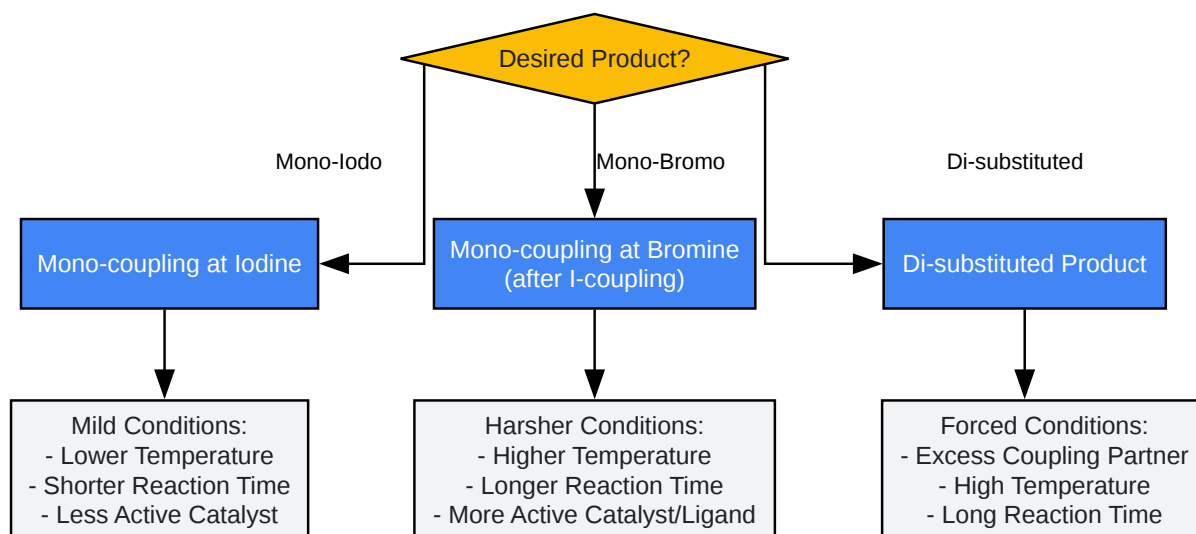 Desired Product?
Mono-Iodo
Mono-Bromo
Di-substituted
Mono-coupling at Iodine
Mono-coupling at Bromine
(after I-coupling)
Di-substituted Product
Mild Conditions:
- Lower Temperature
- Shorter Reaction Time
- Less Active Catalyst
Harsher Conditions:
- Higher Temperature
- Longer Reaction Time
- More Active Catalyst/Ligand
Forced Conditions:
- Excess Coupling Partner
- High Temperature
- Long Reaction Time